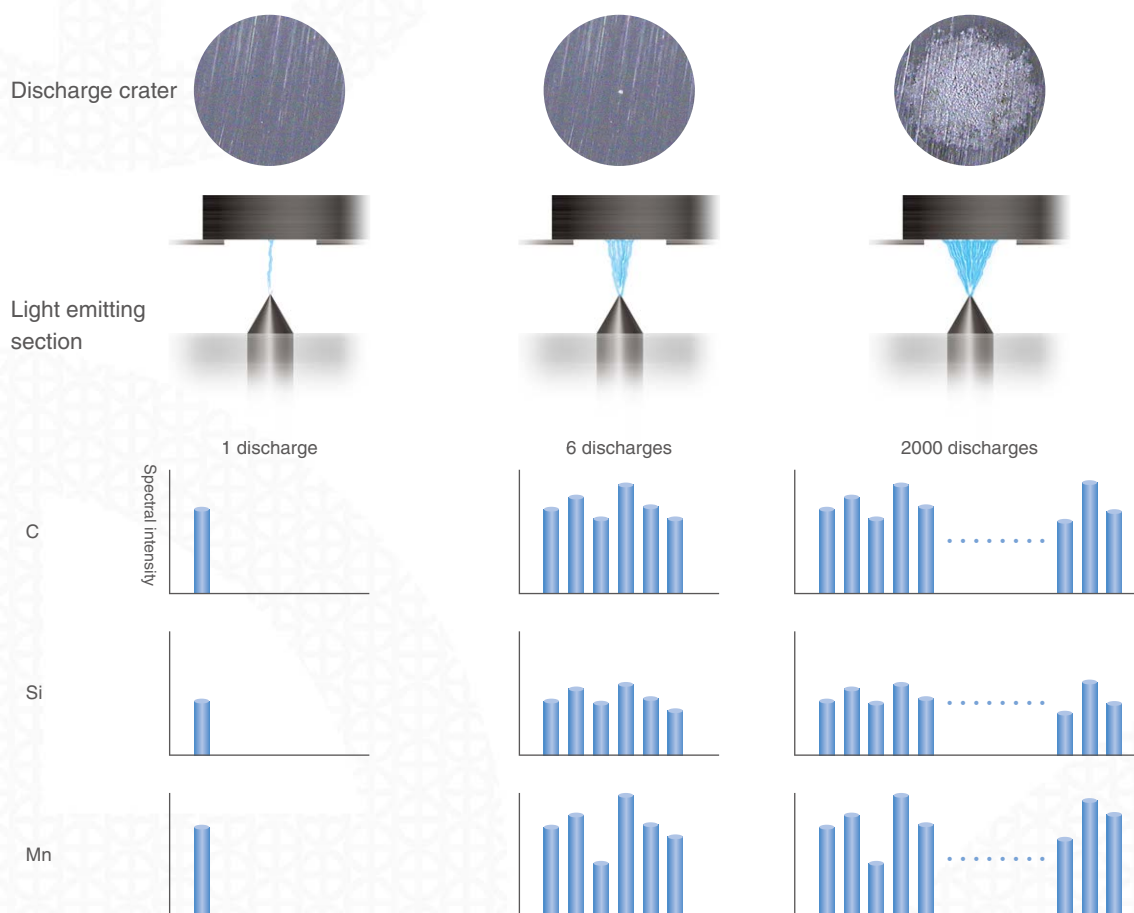 Discharge crater
Light emitting
section
1 discharge
6 discharges
2000 discharges
Spectral intensity
C
Si
Mn